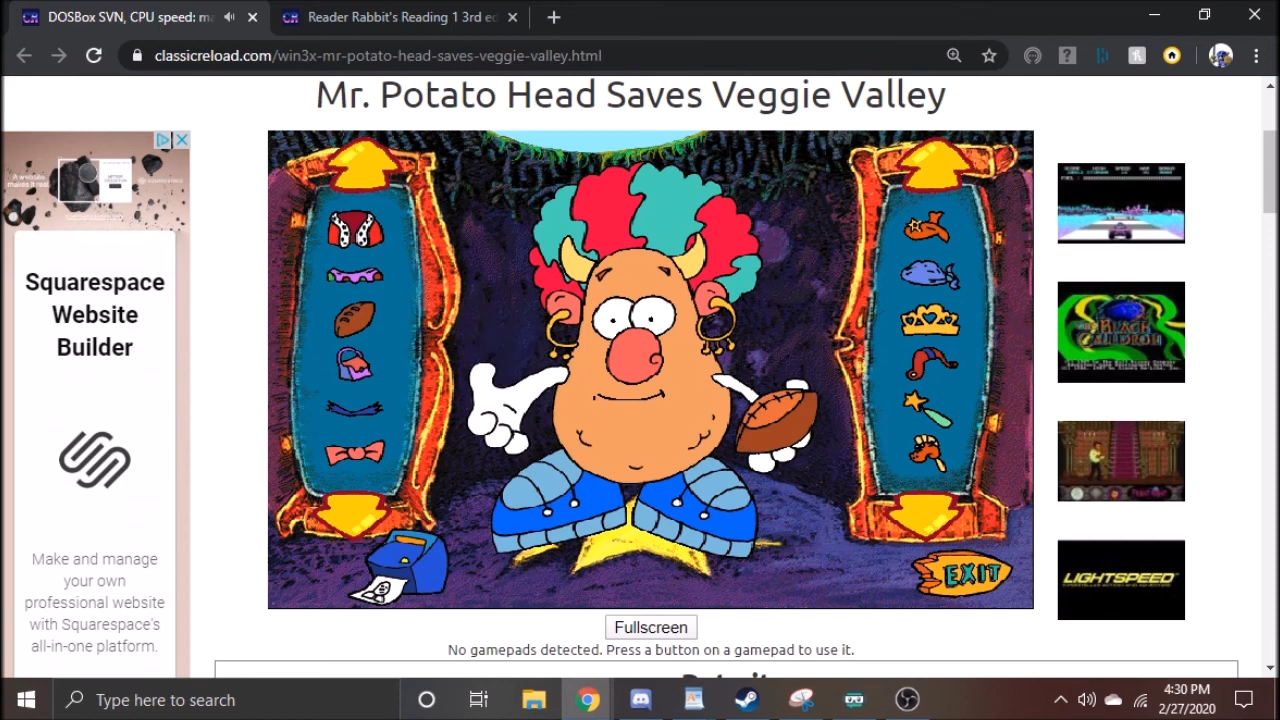 DOSBox SVN, CPU speed: ma
Reader Rabbit's Reading 1 3rd ed
classicreload.com/win3x-mr-potato-head-saves-veggie-valley.html
Mr. Potato Head Saves Veggie Valley
Squarespace
Website
Builder
Make and manage
your own
professional website
with Squarespace's
all-in-one platform.
EXIT
BLACK
CAULDRON
LIGHTSPEED
Fullscreen
No gamepads detected. Press a button on a gamepad to use it.
Type here to search
4:30 PM
2/27/2020